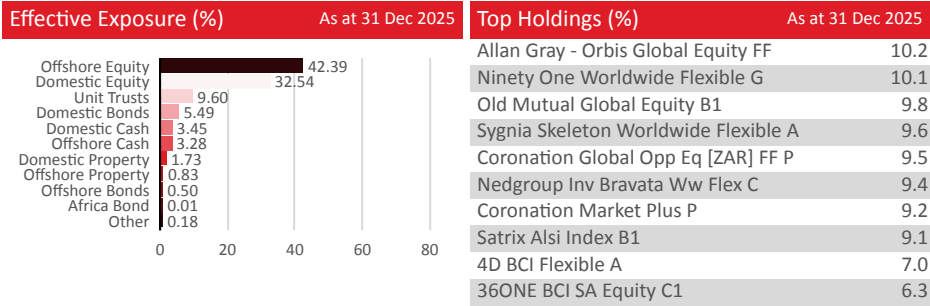 Effective Exposure (%) As at 31 Dec 2025
Offshore Equity 42.39
Domestic Equity 32.54
Unit Trusts 9.60
Domestic Bonds 5.49
Domestic Cash 3.45
Offshore Cash 3.28
Domestic Property 1.73
Offshore Property 0.83
Offshore Bonds 0.50
Africa Bond 0.01
Other 0.18
0 20 40 60 80
Top Holdings (%) As at 31 Dec 2025
Allan Gray - Orbis Global Equity FF 10.2
Ninety One Worldwide Flexible G 10.1
Old Mutual Global Equity B1 9.8
Sygnia Skeleton Worldwide Flexible A 9.6
Coronation Global Opp Eq [ZAR] FF P 9.5
Nedgroup Inv Bravata Ww Flex C 9.4
Coronation Market Plus P 9.2
Satrix Alsi Index B1 9.1
4D BCI Flexible A 7.0
36ONE BCI SA Equity C1 6.3